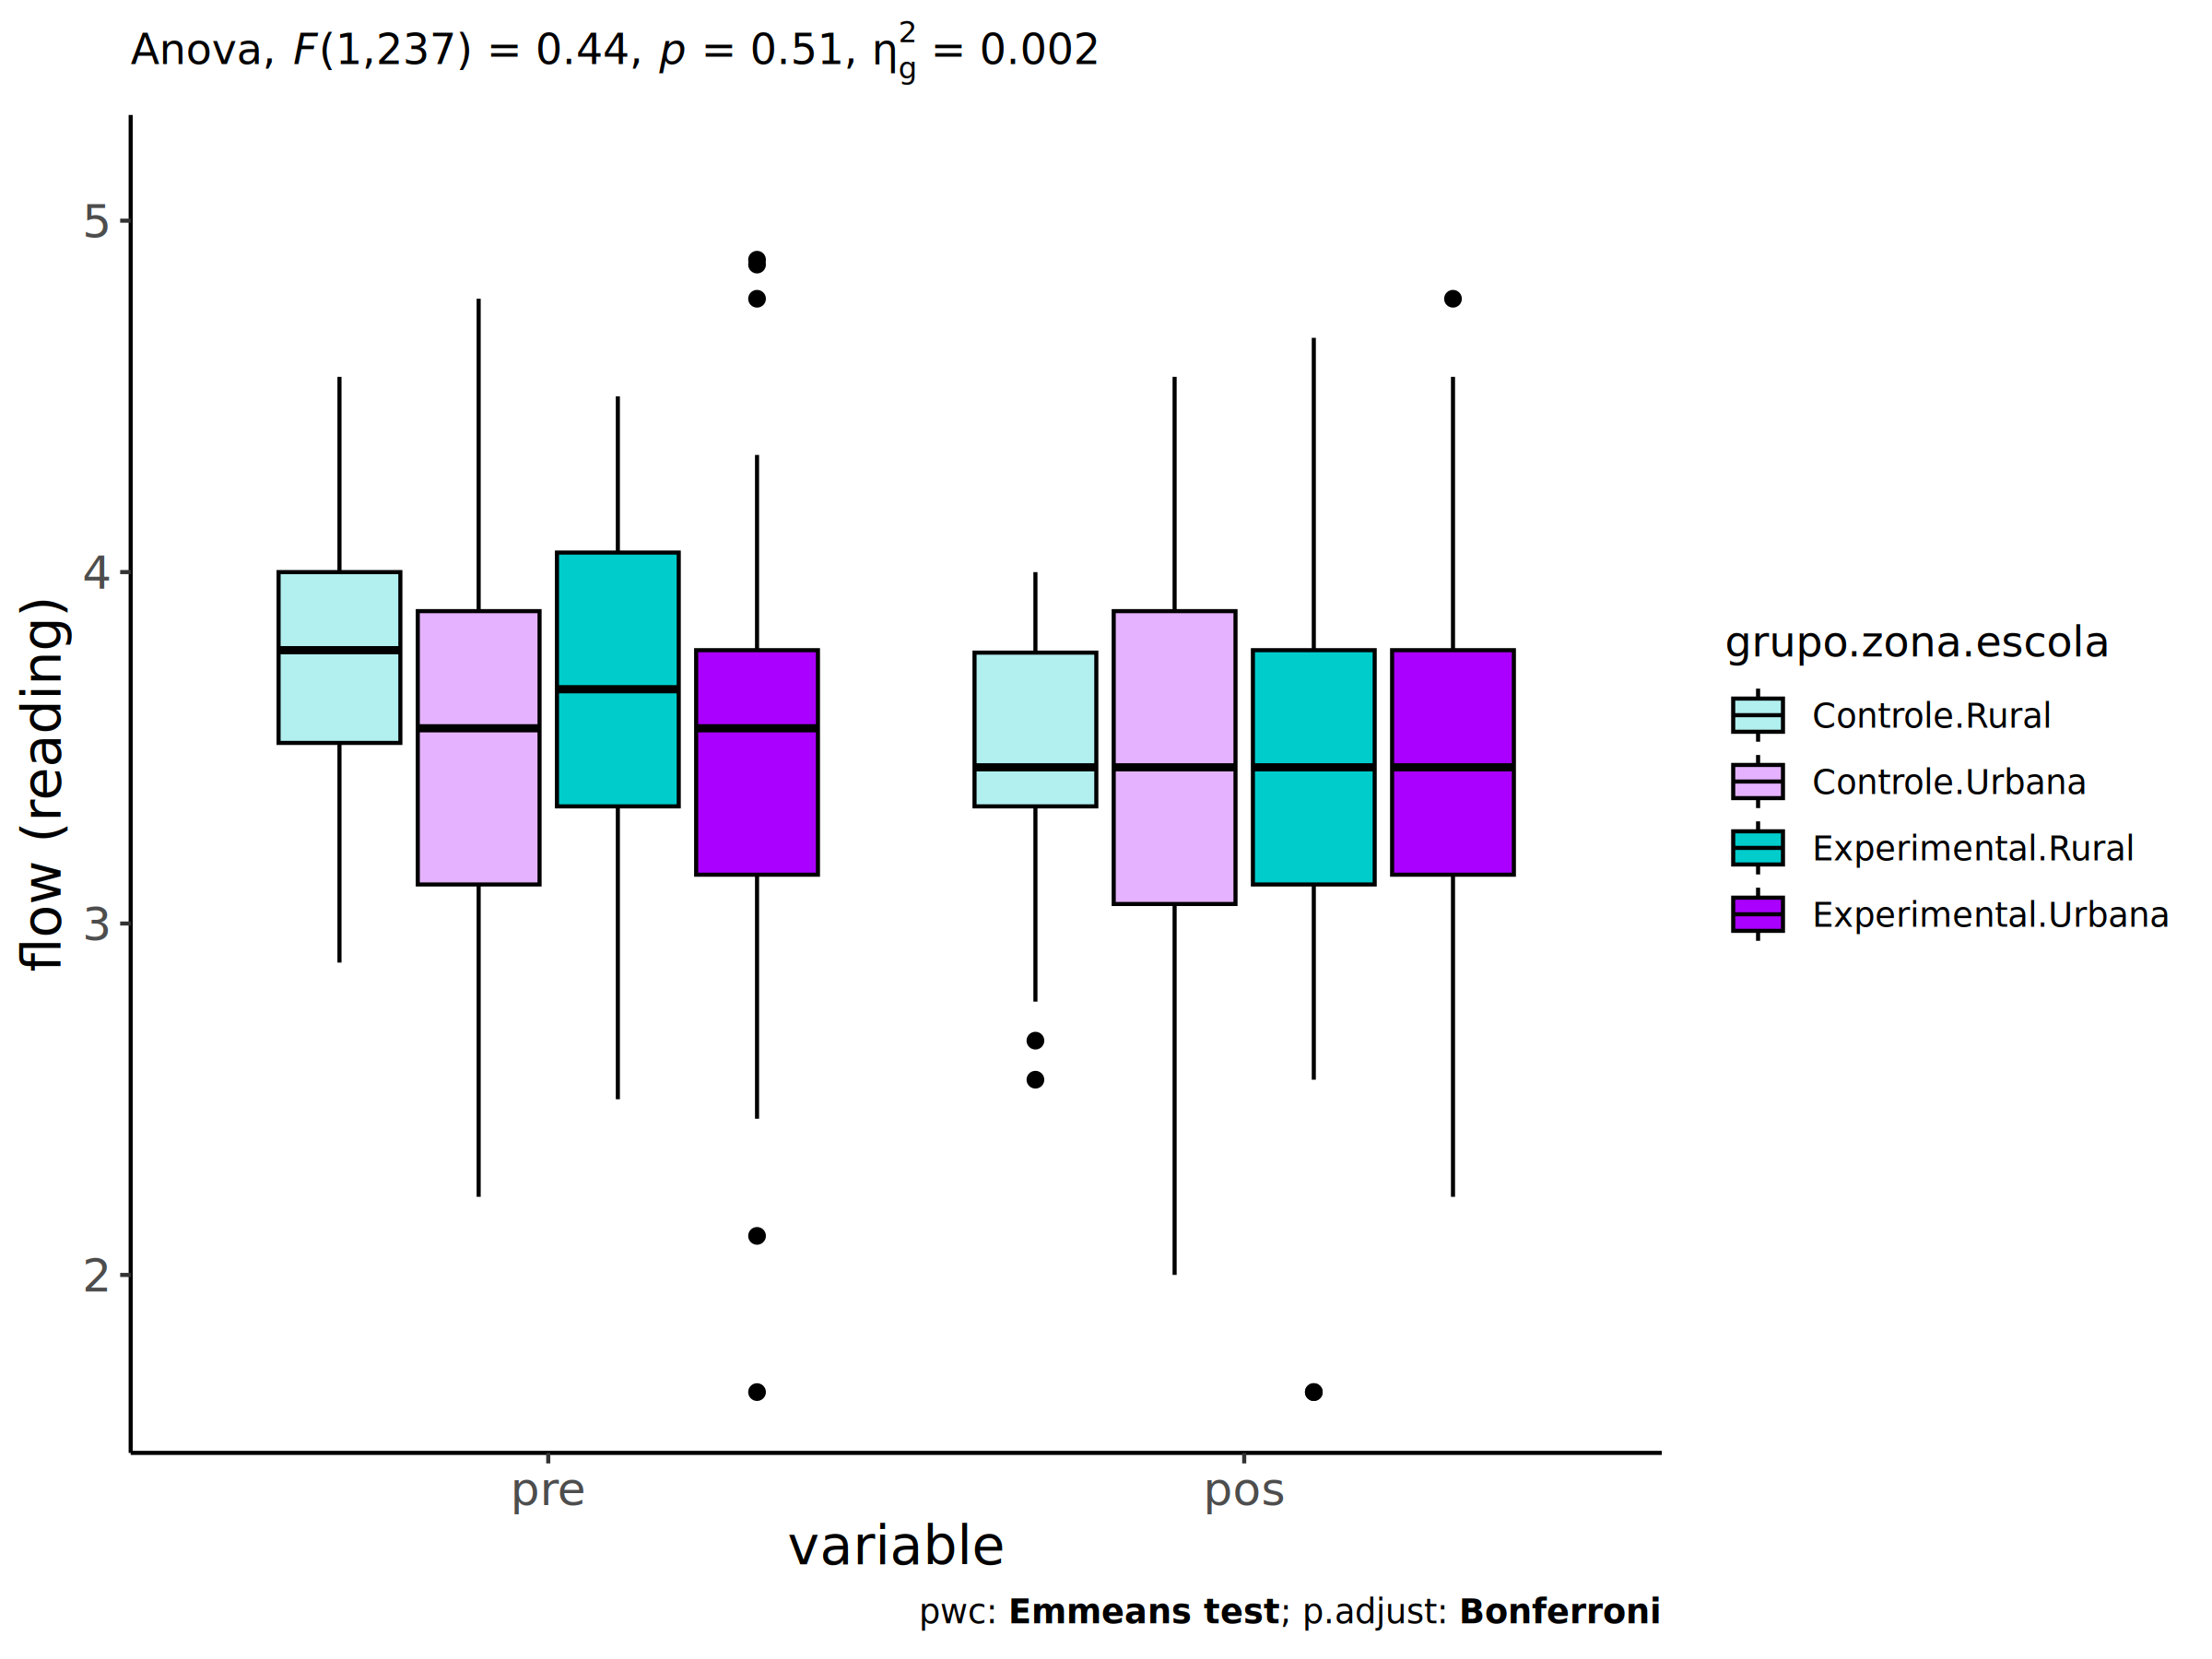 Anova, F(1,237) = 0.44, p = 0.51, η²g = 0.002
flow (reading)
5
4
3
2
pre
pos
variable
grupo.zona.escola
Controle.Rural
Controle.Urbana
Experimental.Rural
Experimental.Urbana
pwc: Emmeans test; p.adjust: Bonferroni